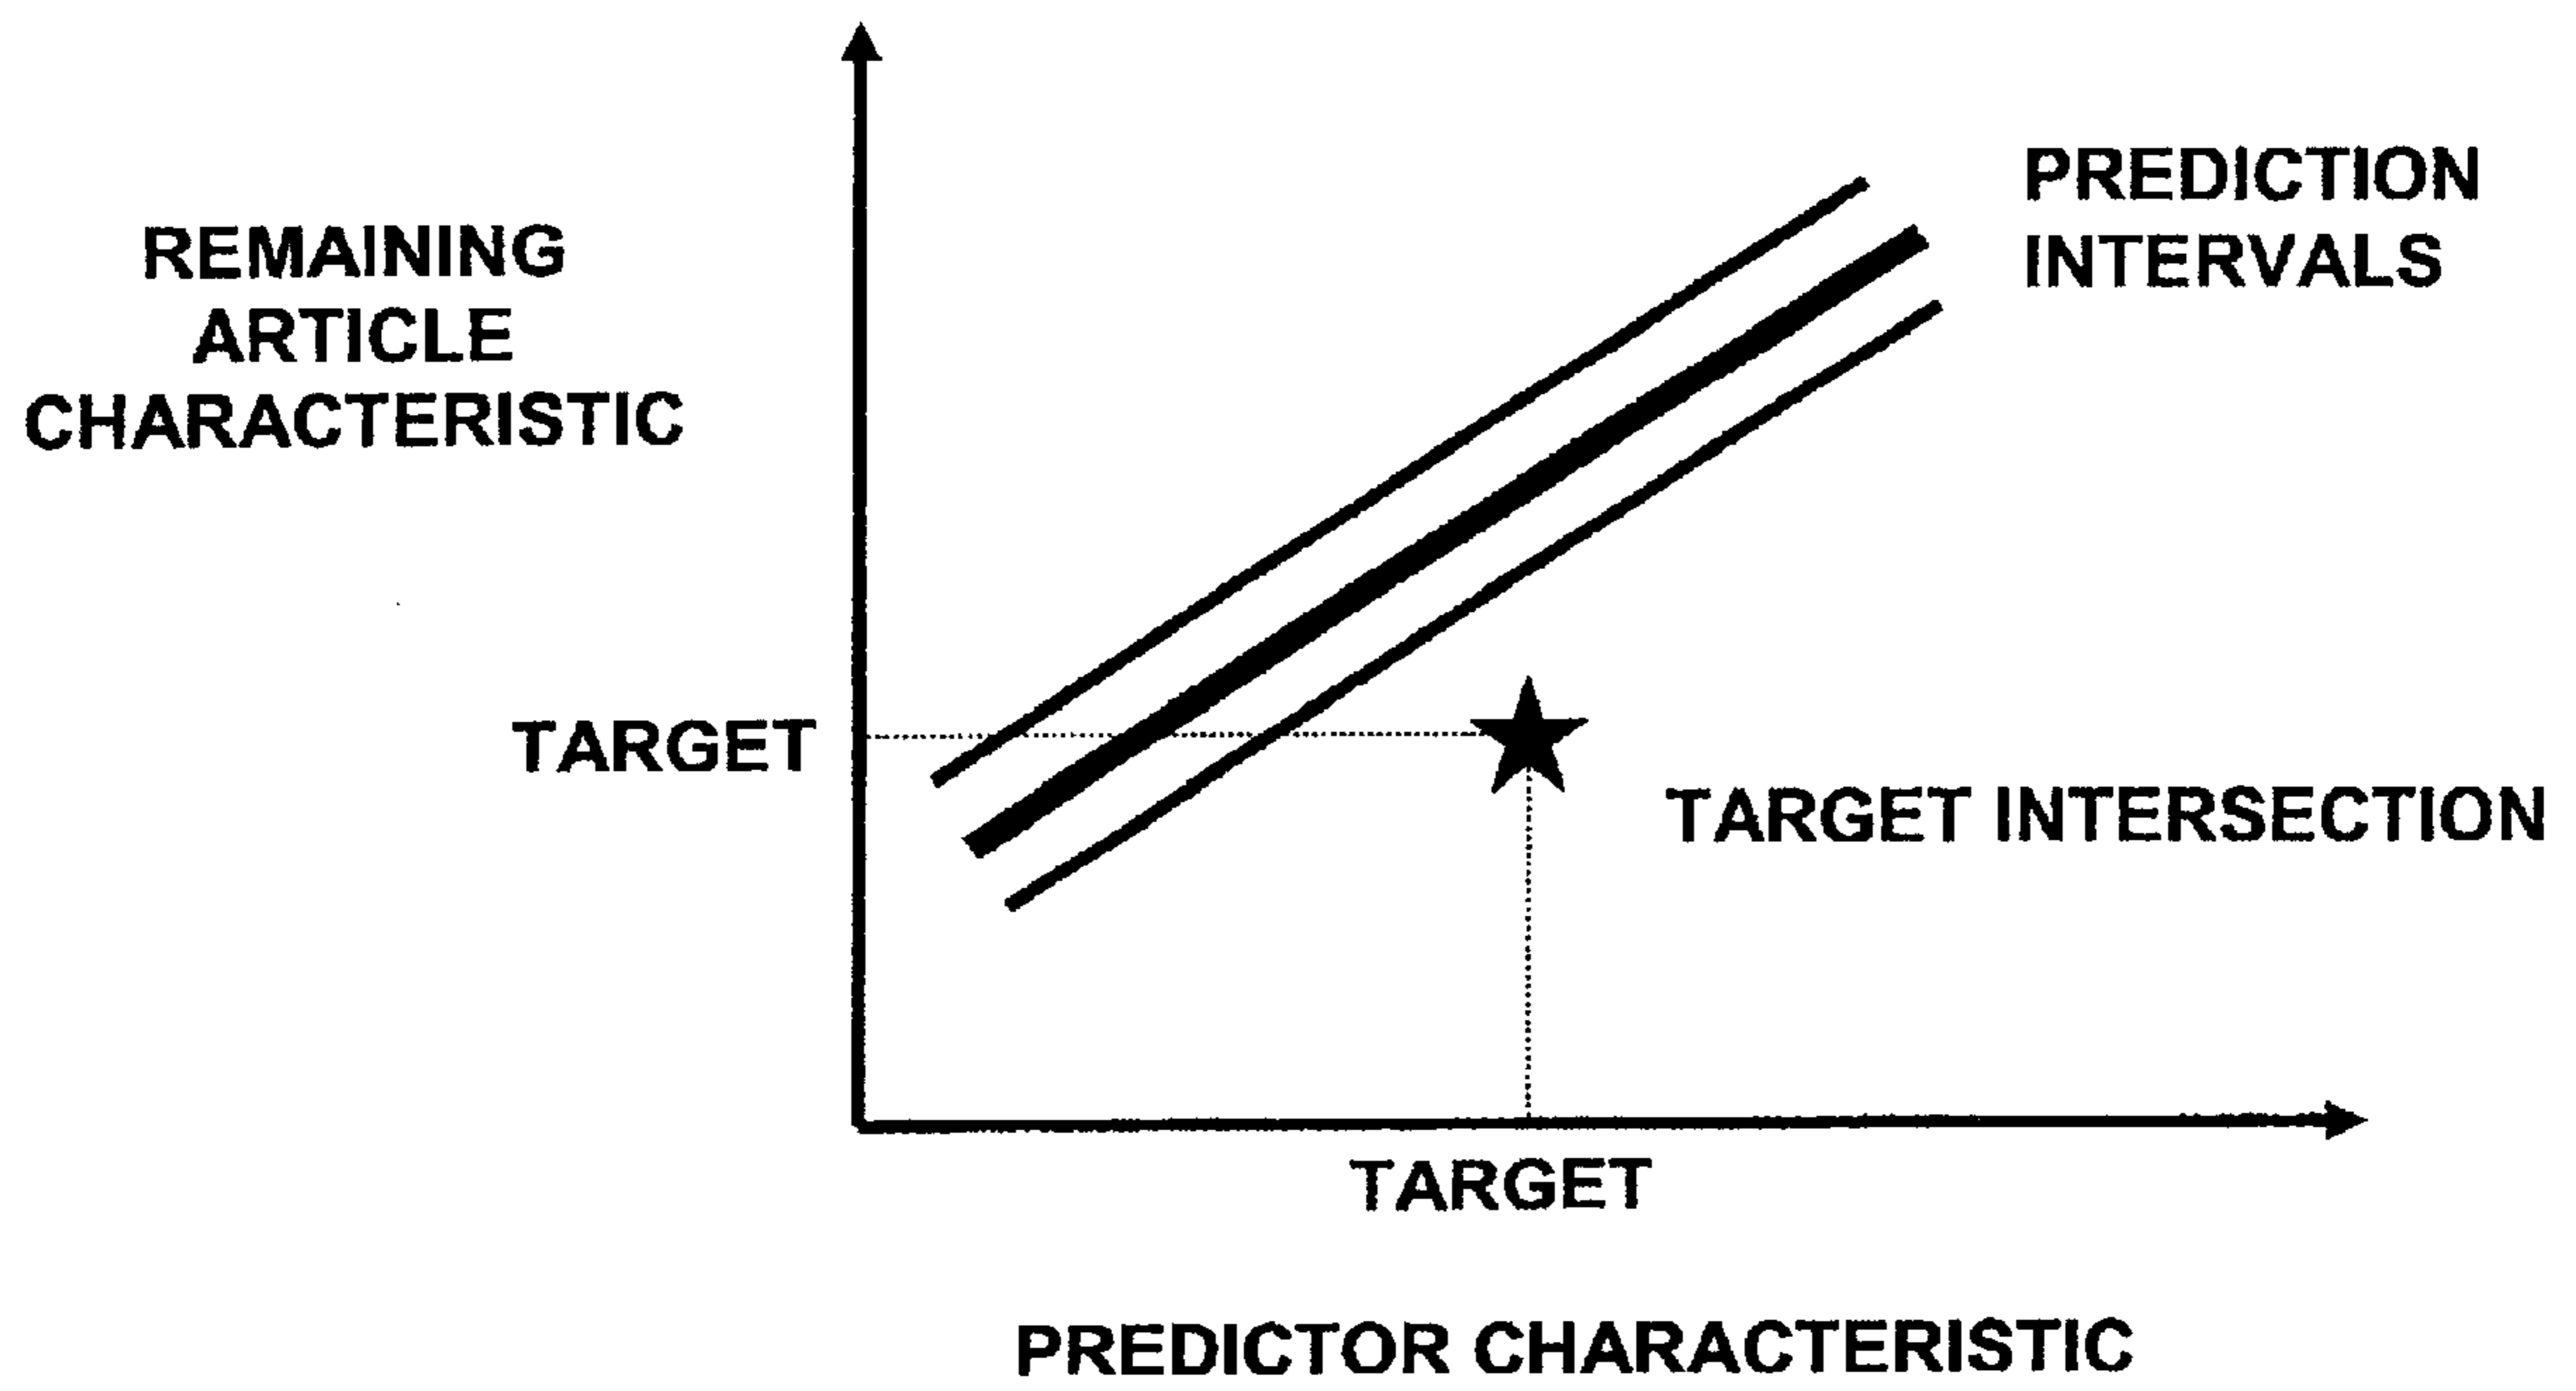 PREDICTION
INTERVALS
REMAINING
ARTICLE
CHARACTERISTIC
TARGET
TARGET INTERSECTION
TARGET
PREDICTOR CHARACTERISTIC